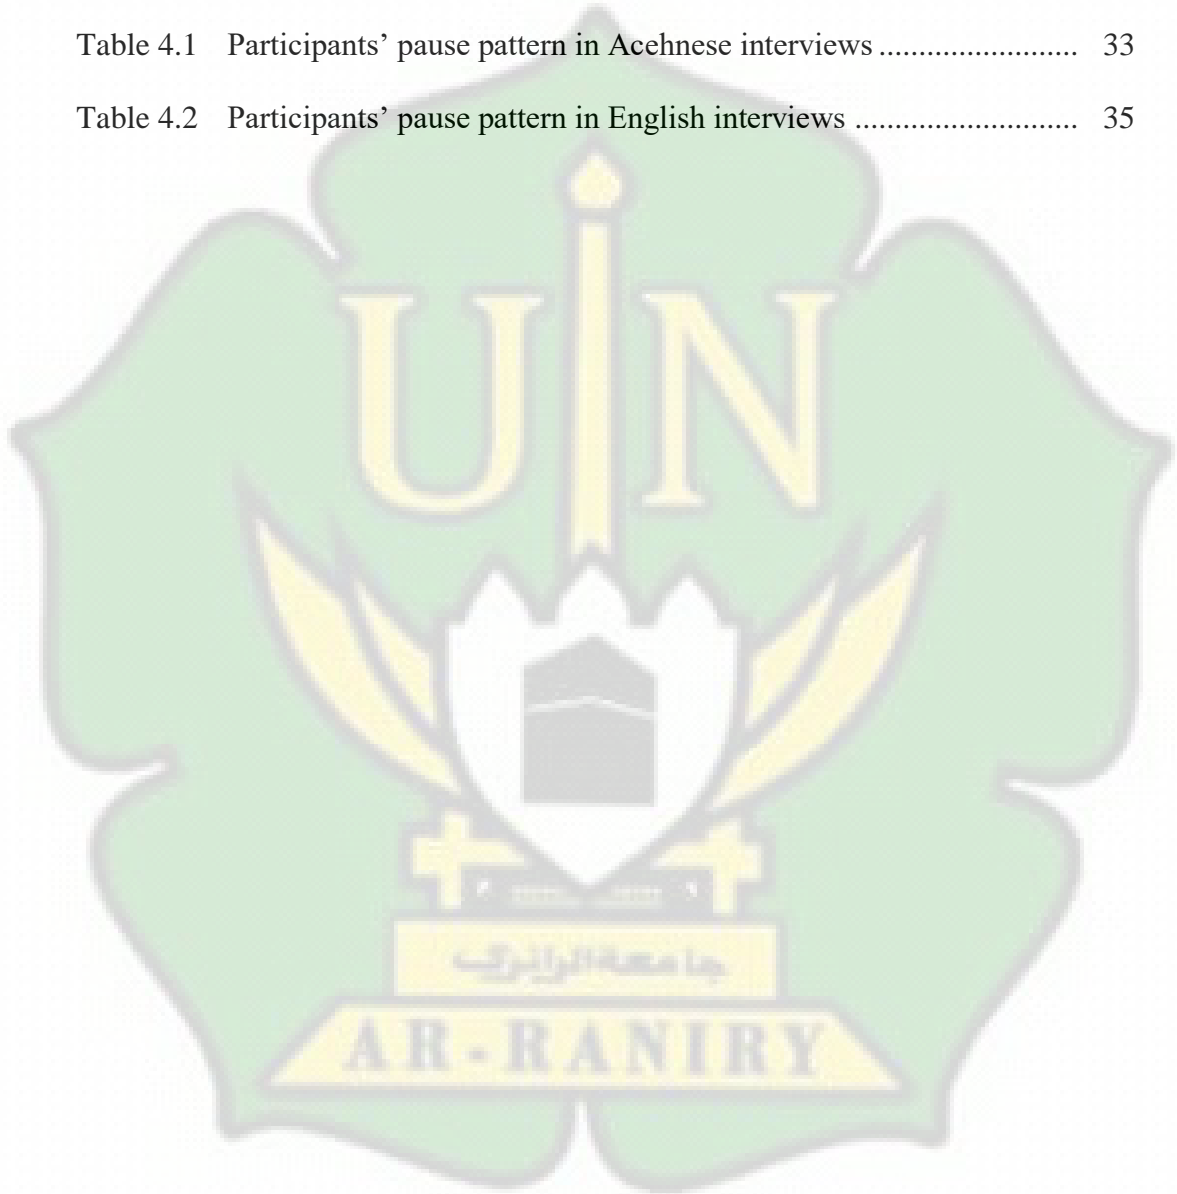 Table 4.1 Participants’ pause pattern in Acehnese interviews ......................... 33
Table 4.2 Participants’ pause pattern in English interviews ............................ 35
UIN
جامعة الرانري
AR-RANIRY